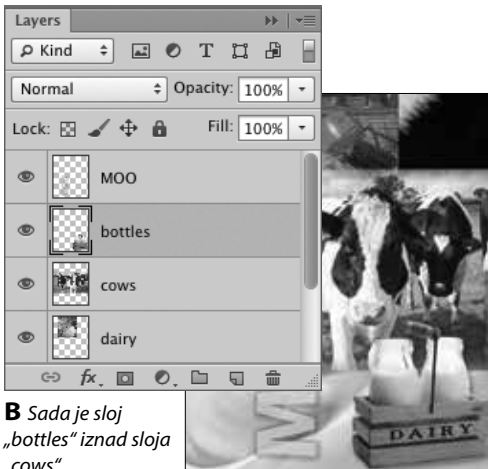 Layers
Kind
Normal Opacity: 100%
Lock: Fill: 100%
MOO
bottles
cows
dairy
fx
B Sada je sloj
„bottles“ iznad sloja
„cows“
M
DAIRY